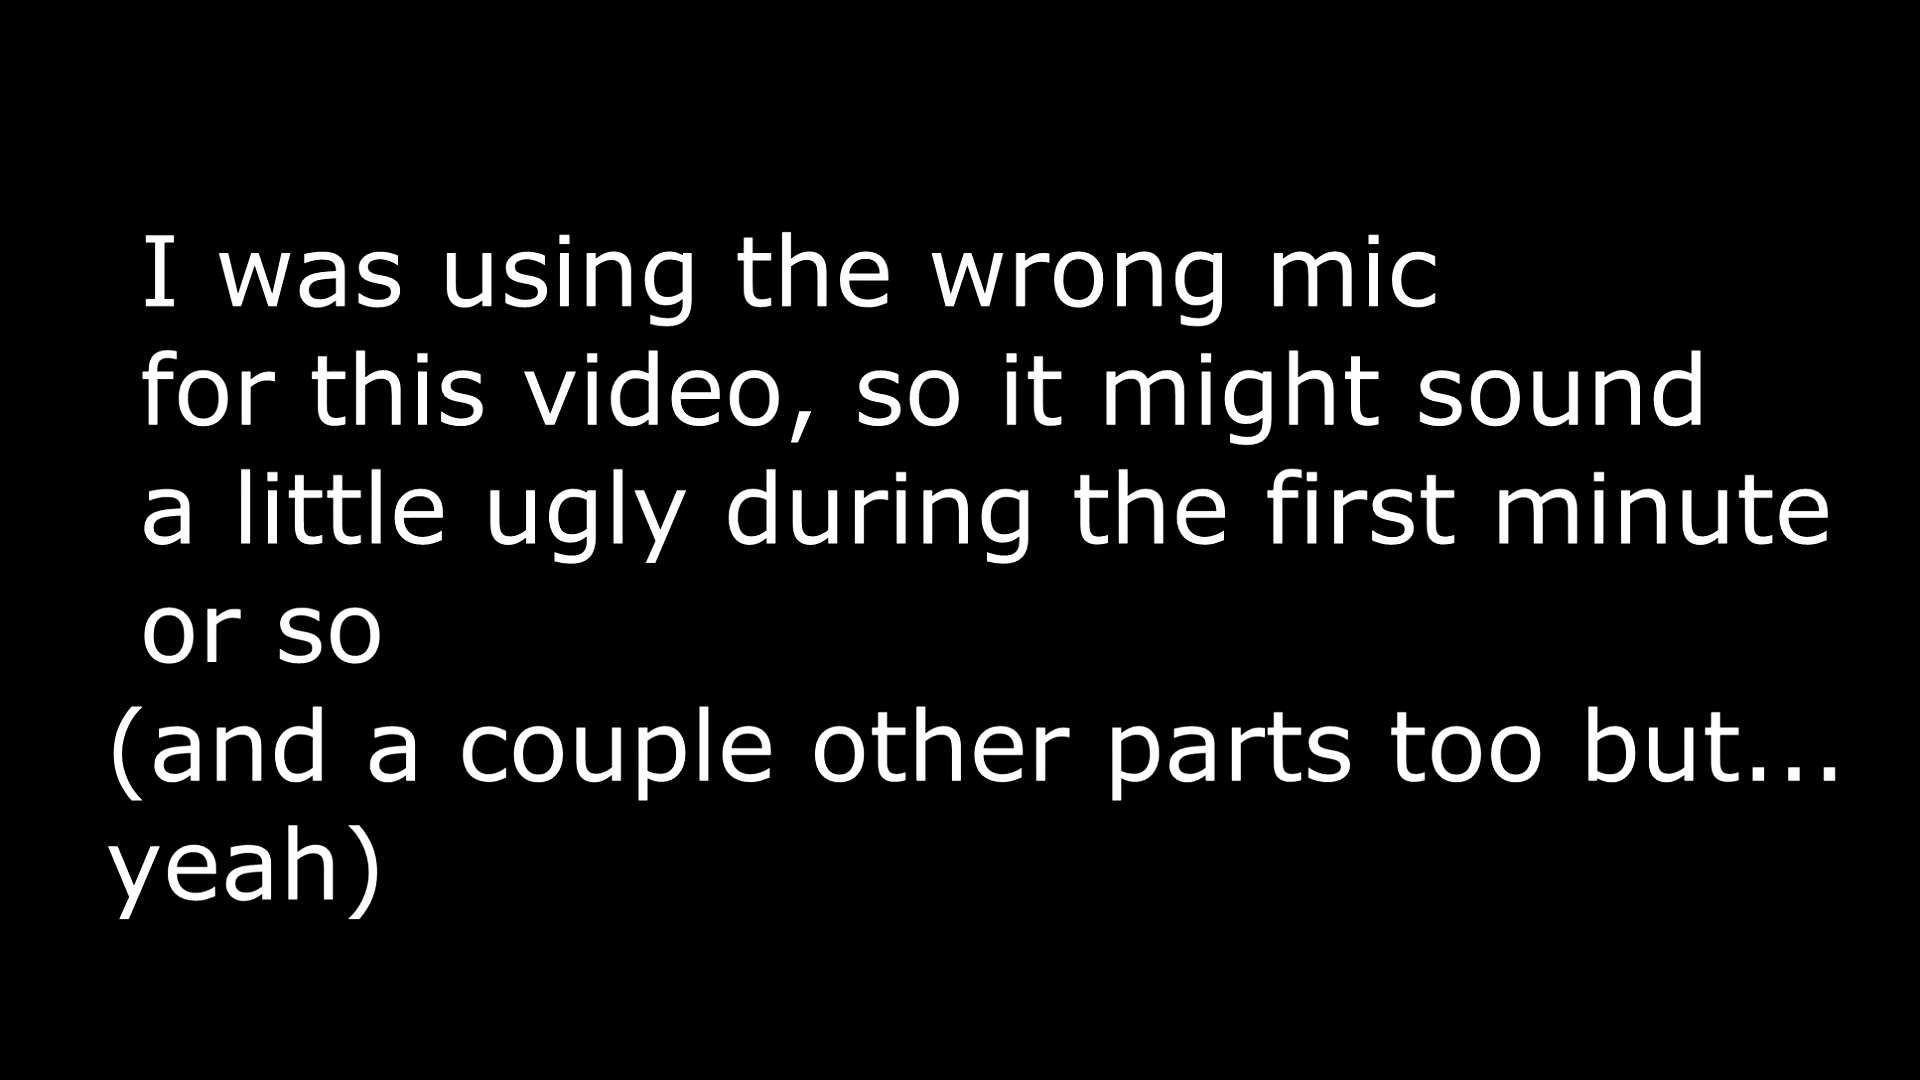 I was using the wrong mic
for this video, so it might sound
a little ugly during the first minute
or so
(and a couple other parts too but...
yeah)